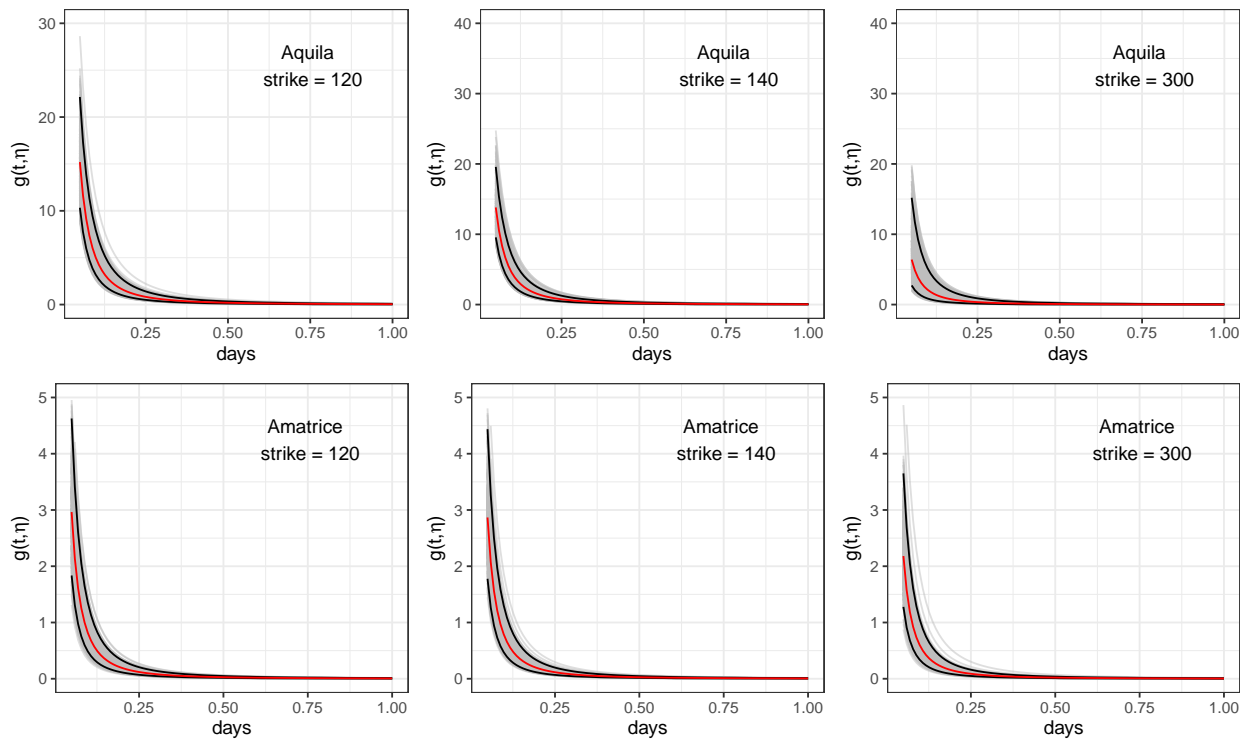 30
20
10
0
g(t,η)
Aquila
strike = 120
0.25
0.50
0.75
1.00
days
40
30
20
10
0
g(t,η)
Aquila
strike = 140
0.25
0.50
0.75
1.00
days
40
30
20
10
0
g(t,η)
Aquila
strike = 300
0.25
0.50
0.75
1.00
days
5
4
3
2
1
0
g(t,η)
Amatrice
strike = 120
0.25
0.50
0.75
1.00
days
5
4
3
2
1
0
g(t,η)
Amatrice
strike = 140
0.25
0.50
0.75
1.00
days
5
4
3
2
1
0
g(t,η)
Amatrice
strike = 300
0.25
0.50
0.75
1.00
days